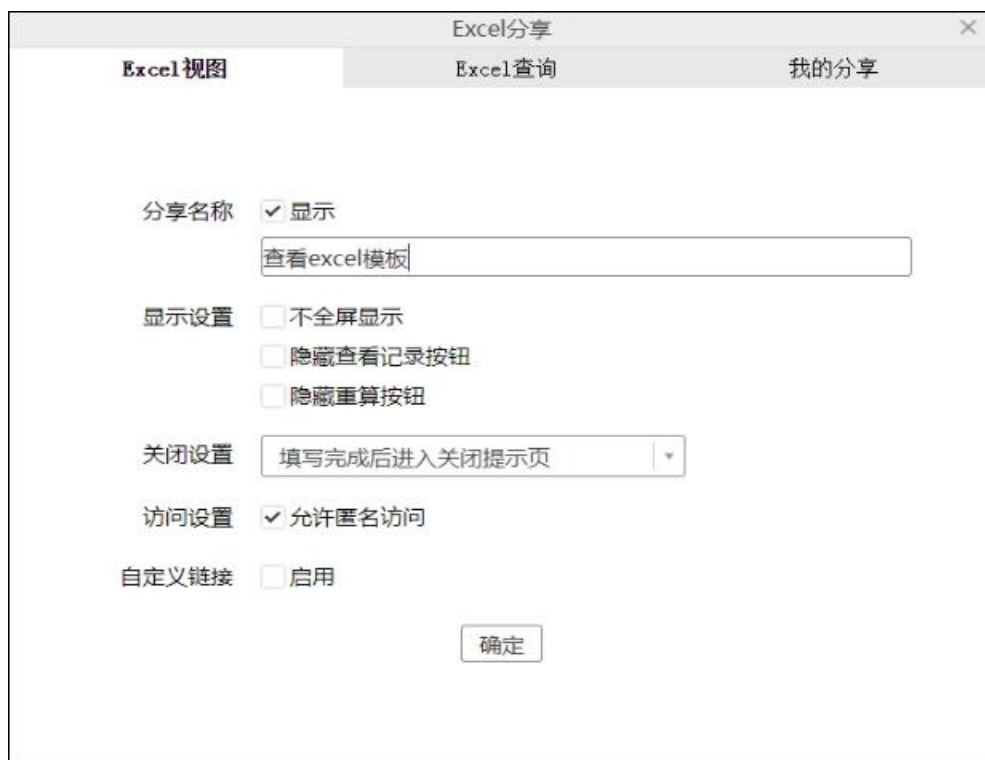 Excel分享
Excel视图 Excel查询 我的分享
分享名称 显示
查看excel模板
显示设置 不全屏显示
隐藏查看记录按钮
隐藏重算按钮
关闭设置 填写完成后进入关闭提示页
访问设置 允许匿名访问
自定义链接 启用
确定